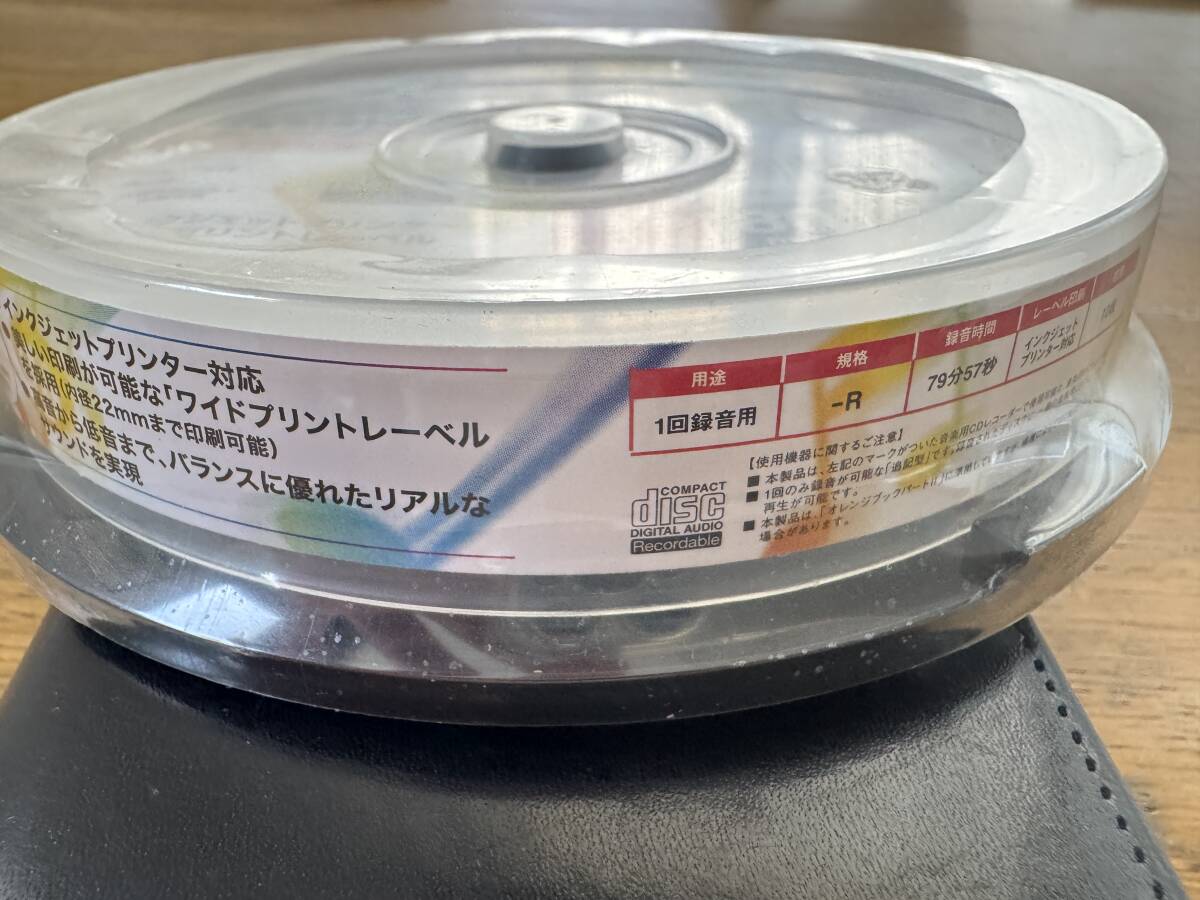 インクジェットプリンター対応
美しい印刷が可能な「ワイドプリントレーベル
を採用(内径22mmまで印刷可能)
高音から低音まで、バランスに優れたリアルな
サウンドを実現
用途 規格 録音時間 レーベル印刷
1回録音用 -R 79分57秒 インクジェット
プリンター対応
COMPACT
disc
DIGITAL AUDIO
Recordable
【使用機器に関するご注意】
■ 本製品は、左記のマークがついた音楽用CDレコーダーで
■ 1回のみ録音が可能な「追記型」です。
再生が可能です。
■ 本製品は、「オレンジブックパートII」に準拠して
場合があります。